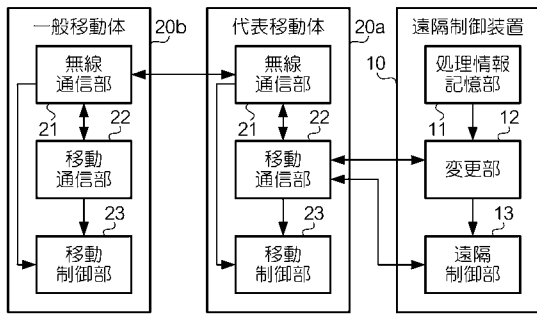 一般移動体
20b
無線
通信部
21
22
移動
通信部
23
移動
制御部
代表移動体
20a
無線
通信部
21
22
移動
通信部
23
移動
制御部
遠隔制御装置
10
処理情報
記憶部
11
12
変更部
13
遠隔
制御部